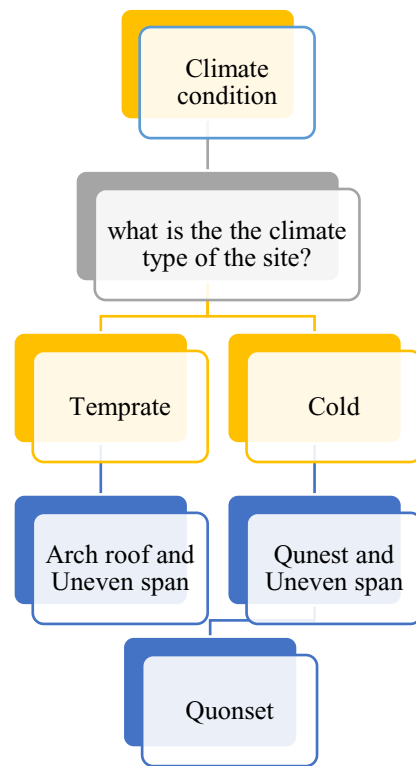 Climate
condition
what is the the climate
type of the site?
Temprate
Cold
Arch roof and
Uneven span
Qunest and
Uneven span
Quonset